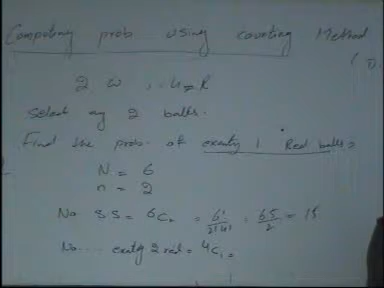 Computing prob using counting Method
2 W , 4 = R
Select any 2 balls.
Find the prob. of exactly 1 Red balls =
N = 6
n = 2
No SS = 6C2 = 6! / 2!4! = 6 5 / 2 = 15
No .... exactly 2 red = 4C1 =